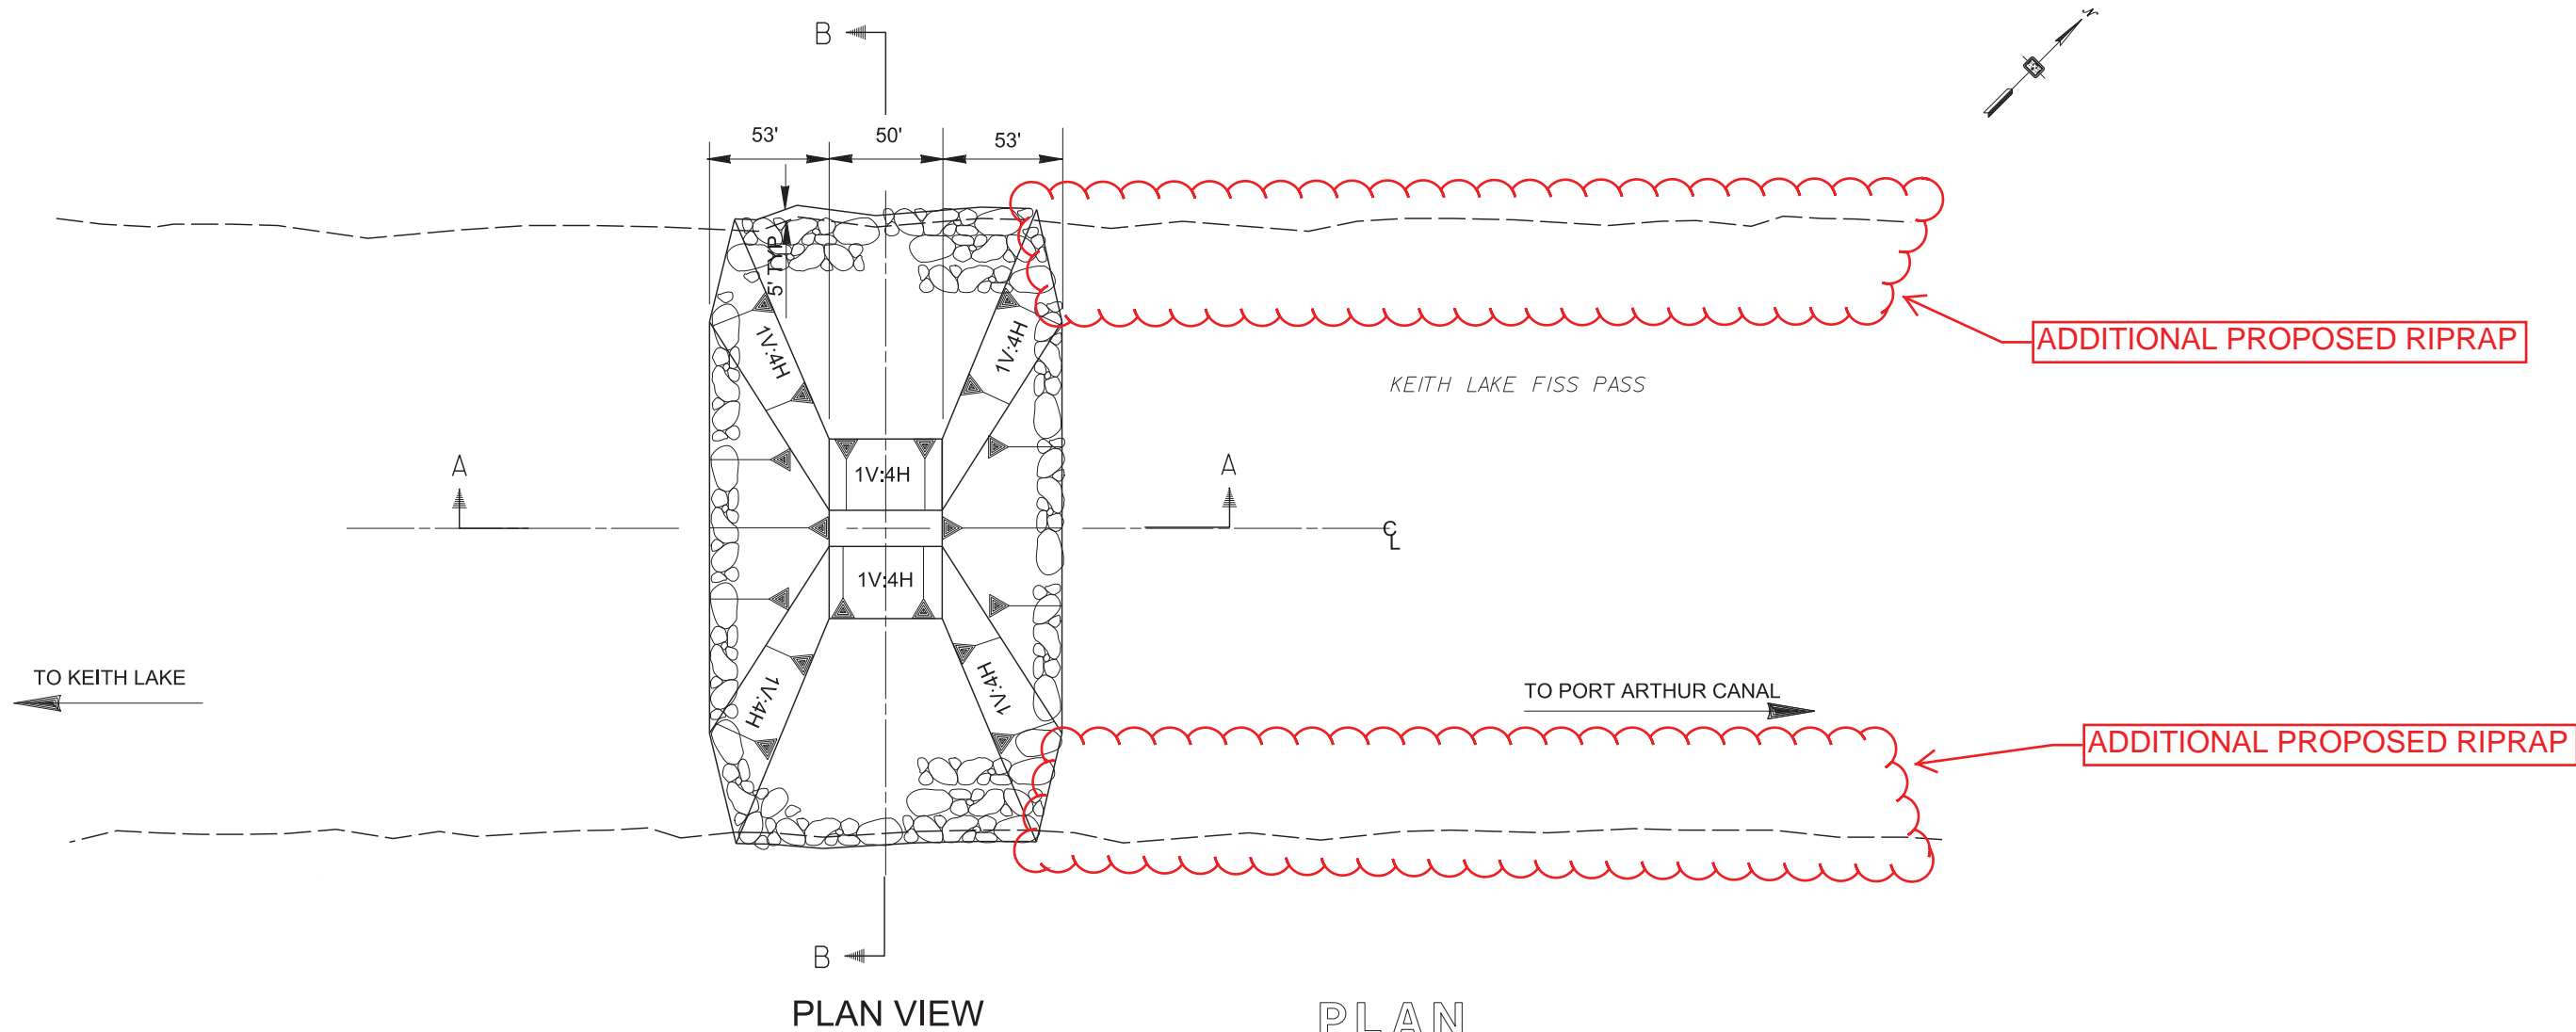 N
B
53' 50' 53'
5' TYP
1V:4H
1V:4H
ADDITIONAL PROPOSED RIPRAP
KEITH LAKE FISS PASS
A
A
1V:4H
C
L
1V:4H
TO KEITH LAKE
1V:4H
1V:4H
TO PORT ARTHUR CANAL
ADDITIONAL PROPOSED RIPRAP
B
PLAN VIEW
PLAN